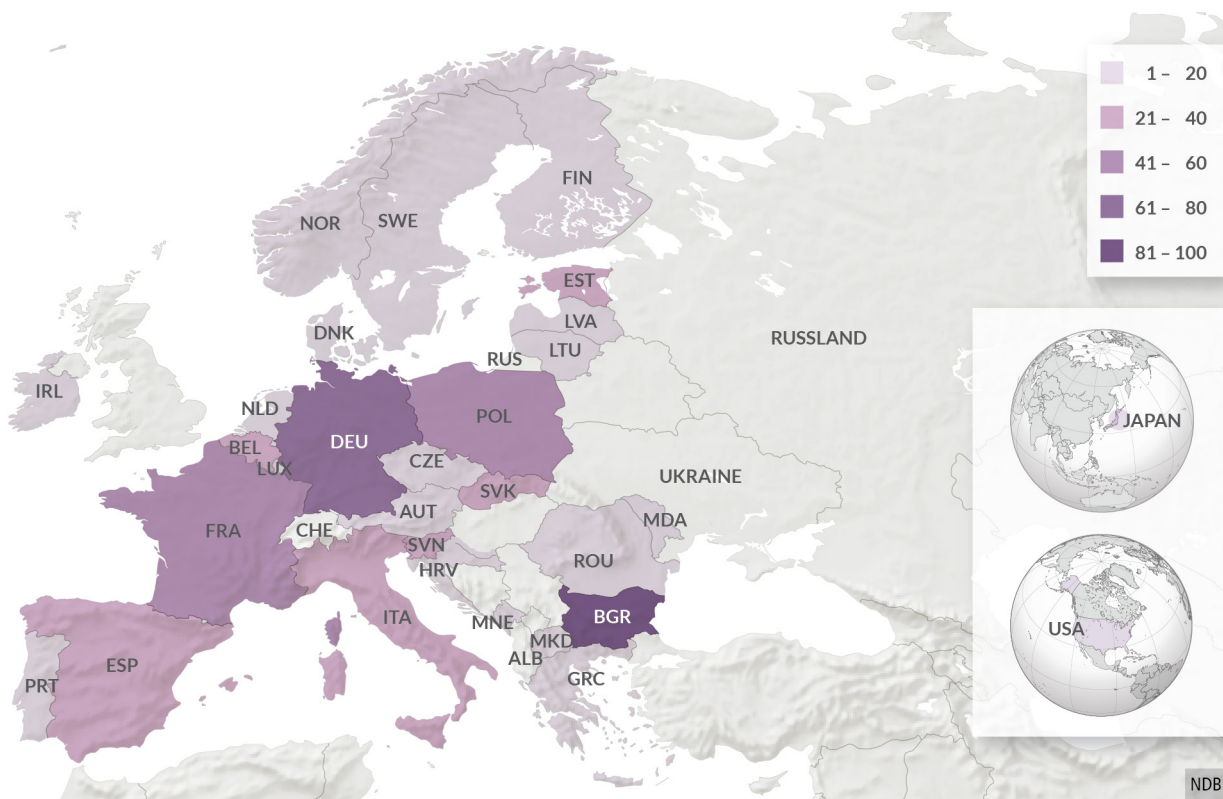 1 – 20
21 – 40
41 – 60
61 – 80
81 – 100
FIN
NOR
SWE
EST
LVA
DNK
LTU
RUS
RUSSLAND
IRL
NLD
POL
DEU
BEL
LUX
CZE
UKRAINE
SVK
AUT
MDA
FRA
CHE
SVN
ROU
HRV
ITA
BGR
MNE
MKD
ALB
ESP
GRC
PRT
JAPAN
USA
NDB